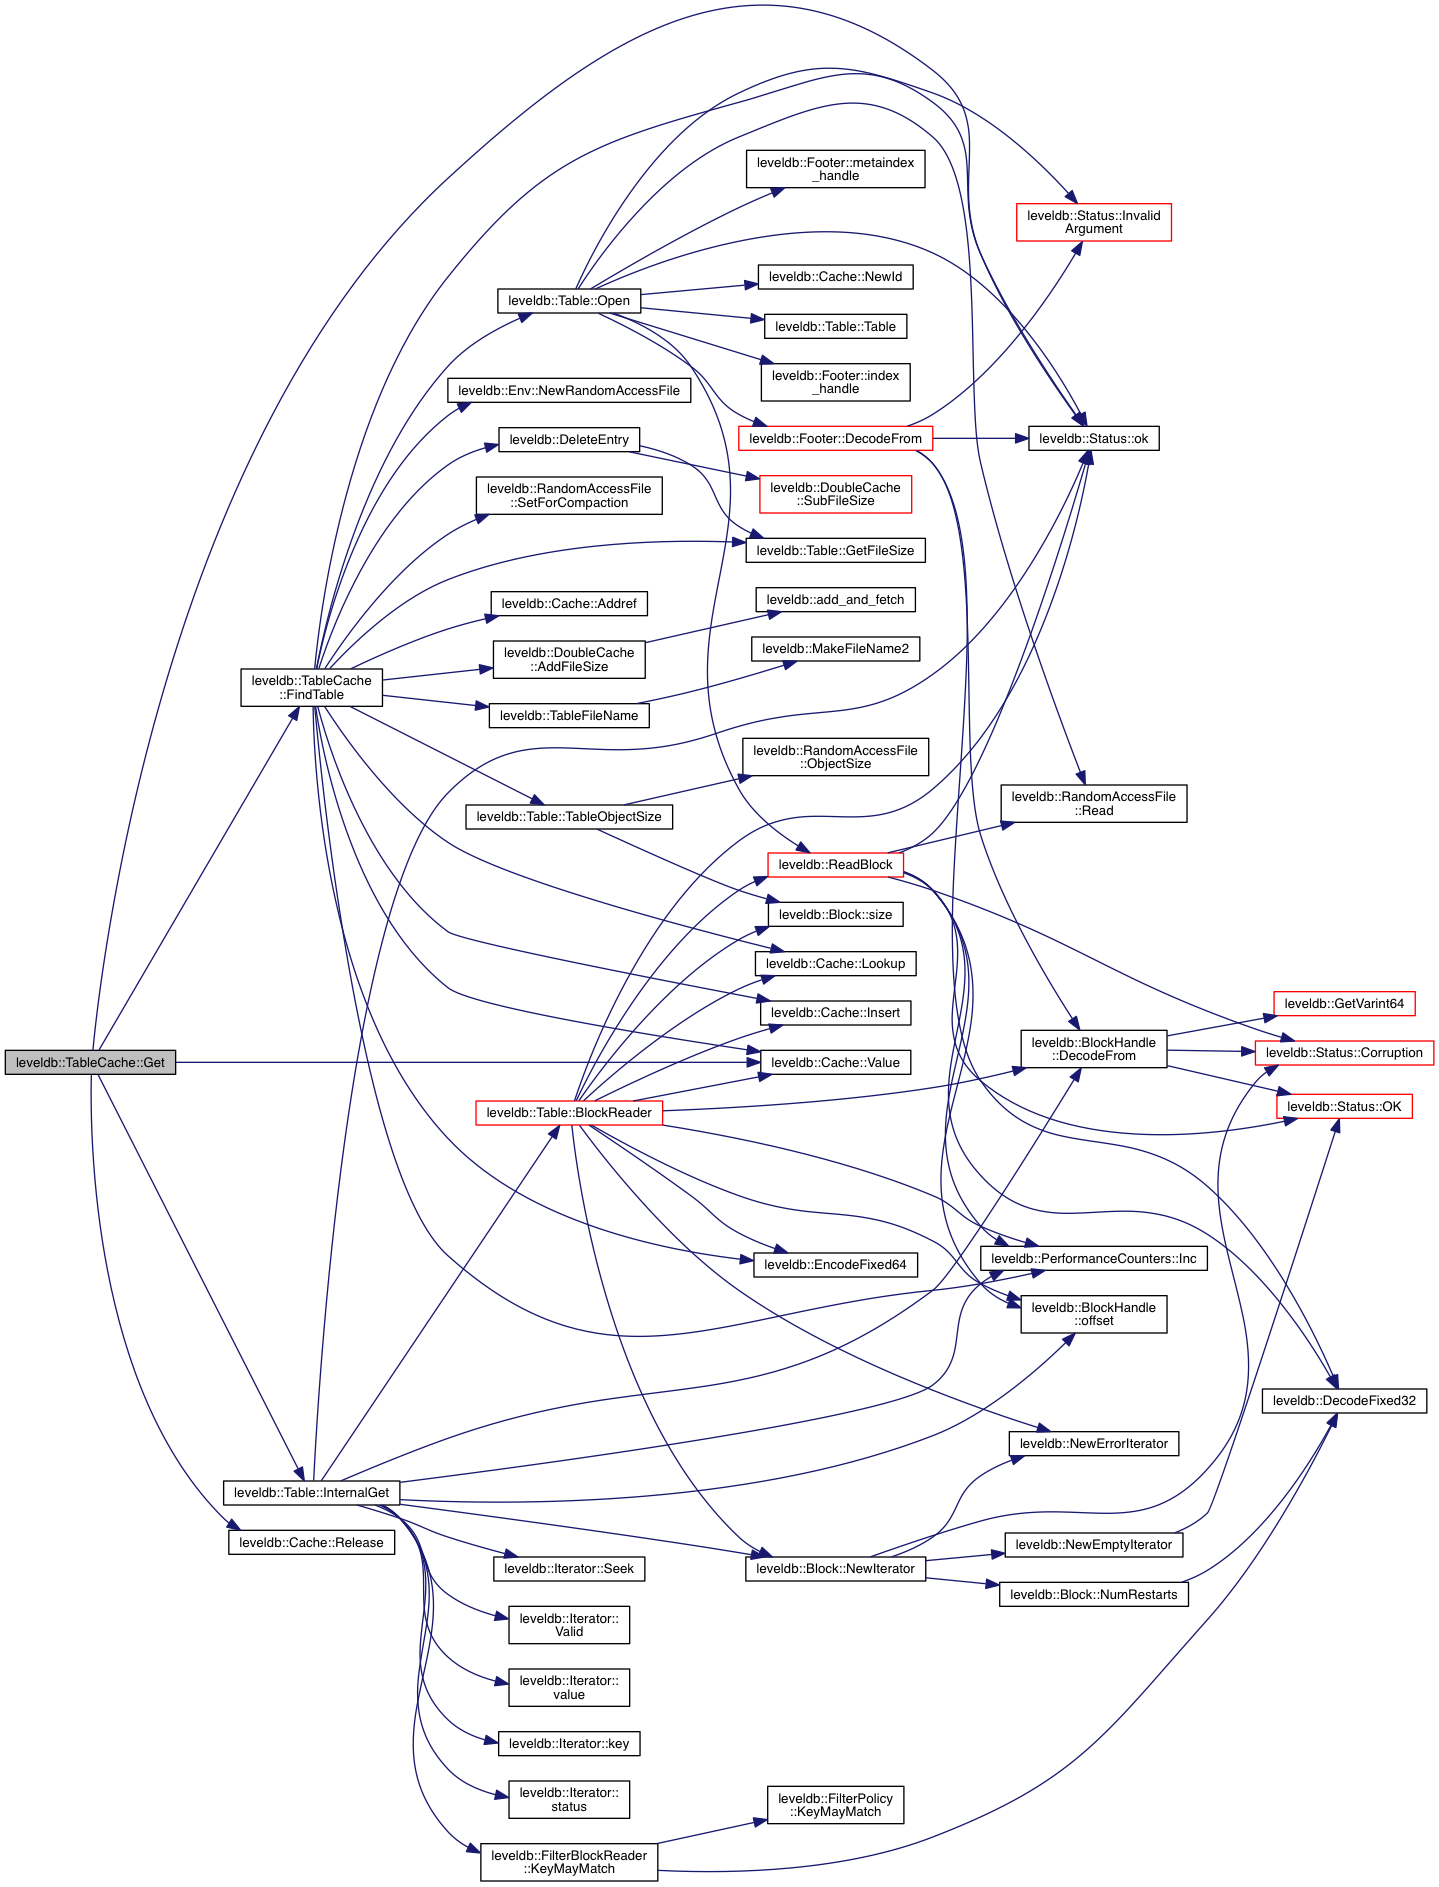 leveldb::Footer::metaindex
_handle
leveldb::Status::Invalid
Argument
leveldb::Cache::NewId
leveldb::Table::Open
leveldb::Table::Table
leveldb::Footer::index
_handle
leveldb::Env::NewRandomAccessFile
leveldb::DeleteEntry
leveldb::Footer::DecodeFrom
leveldb::Status::ok
leveldb::RandomAccessFile
::SetForCompaction
leveldb::DoubleCache
::SubFileSize
leveldb::Table::GetFileSize
leveldb::Cache::Addref
leveldb::add_and_fetch
leveldb::DoubleCache
::AddFileSize
leveldb::MakeFileName2
leveldb::TableCache
::FindTable
leveldb::TableFileName
leveldb::RandomAccessFile
::ObjectSize
leveldb::Table::TableObjectSize
leveldb::RandomAccessFile
::Read
leveldb::ReadBlock
leveldb::Block::size
leveldb::Cache::Lookup
leveldb::Cache::Insert
leveldb::GetVarint64
leveldb::TableCache::Get
leveldb::Cache::Value
leveldb::BlockHandle
::DecodeFrom
leveldb::Status::Corruption
leveldb::Table::BlockReader
leveldb::Status::OK
leveldb::EncodeFixed64
leveldb::PerformanceCounters::Inc
leveldb::BlockHandle
::offset
leveldb::DecodeFixed32
leveldb::NewErrorIterator
leveldb::Table::InternalGet
leveldb::Cache::Release
leveldb::Iterator::Seek
leveldb::Block::NewIterator
leveldb::NewEmptyIterator
leveldb::Block::NumRestarts
leveldb::Iterator::
Valid
leveldb::Iterator::
value
leveldb::Iterator::key
leveldb::Iterator::
status
leveldb::FilterPolicy
::KeyMayMatch
leveldb::FilterBlockReader
::KeyMayMatch